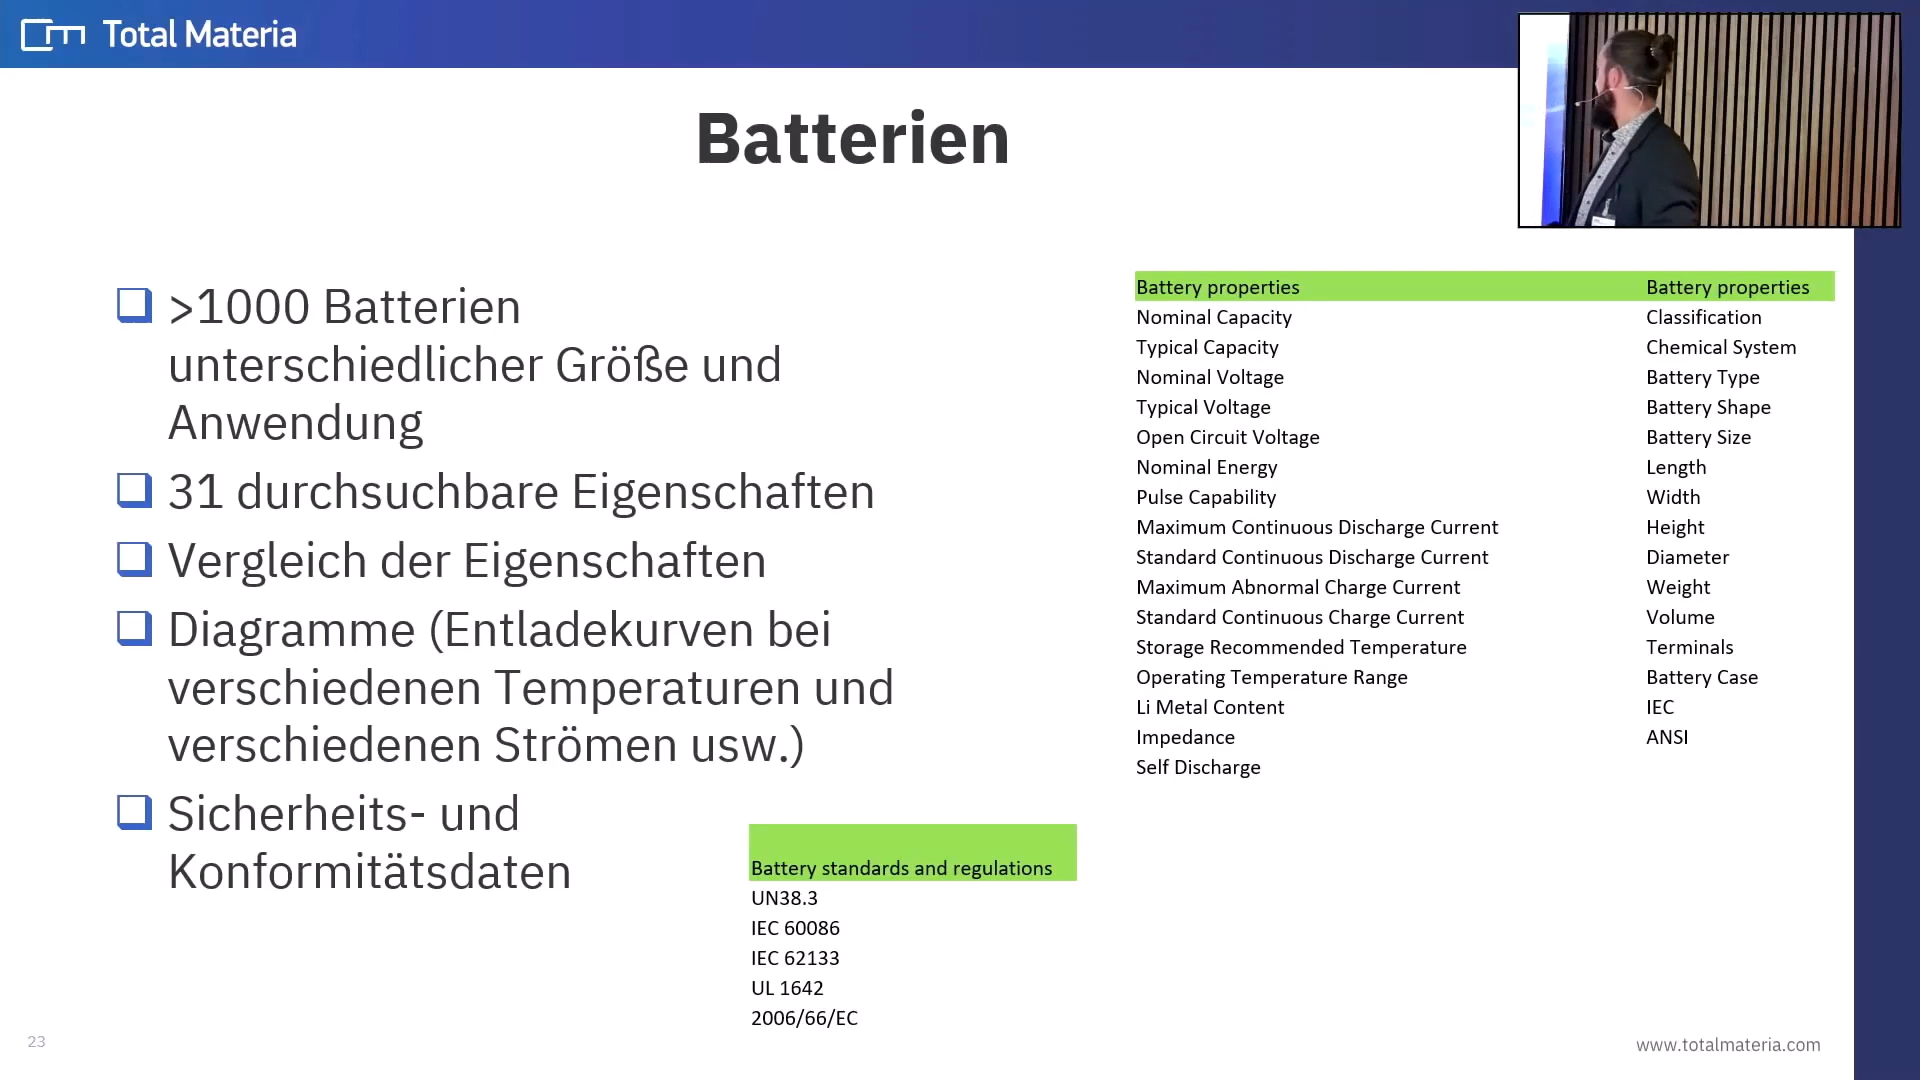 Total Materia
Batterien
>1000 Batterien
unterschiedlicher Größe und
Anwendung
31 durchsuchbare Eigenschaften
Vergleich der Eigenschaften
Diagramme (Entladekurven bei
verschiedenen Temperaturen und
verschiedenen Strömen usw.)
Sicherheits- und
Konformitätsdaten
Battery properties
Nominal Capacity
Typical Capacity
Nominal Voltage
Typical Voltage
Open Circuit Voltage
Nominal Energy
Pulse Capability
Maximum Continuous Discharge Current
Standard Continuous Discharge Current
Maximum Abnormal Charge Current
Standard Continuous Charge Current
Storage Recommended Temperature
Operating Temperature Range
Li Metal Content
Impedance
Self Discharge
Battery properties
Classification
Chemical System
Battery Type
Battery Shape
Battery Size
Length
Width
Height
Diameter
Weight
Volume
Terminals
Battery Case
IEC
ANSI
Battery standards and regulations
UN38.3
IEC 60086
IEC 62133
UL 1642
2006/66/EC
23
www.totalmateria.com